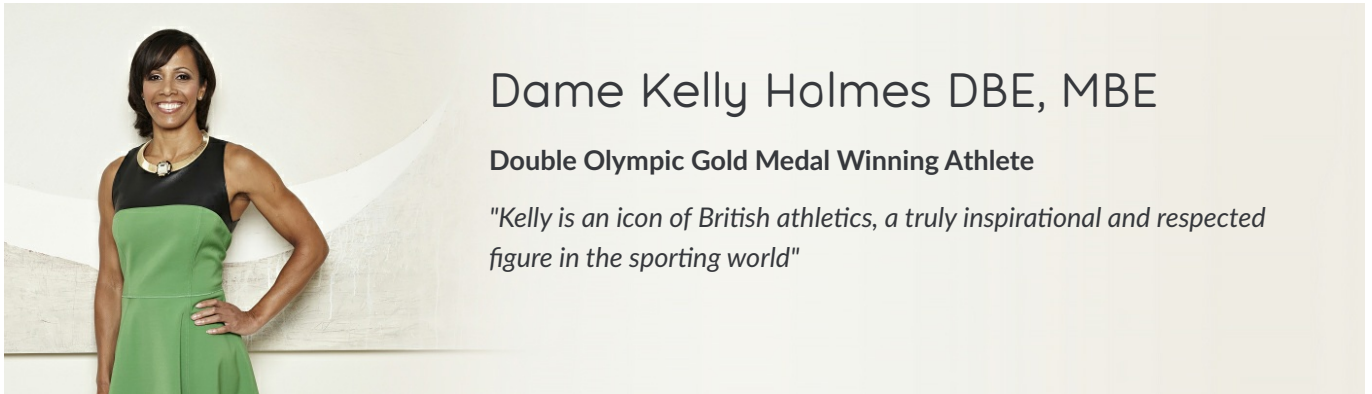 Dame Kelly Holmes DBE, MBE
Double Olympic Gold Medal Winning Athlete
"Kelly is an icon of British athletics, a truly inspirational and respected
figure in the sporting world"